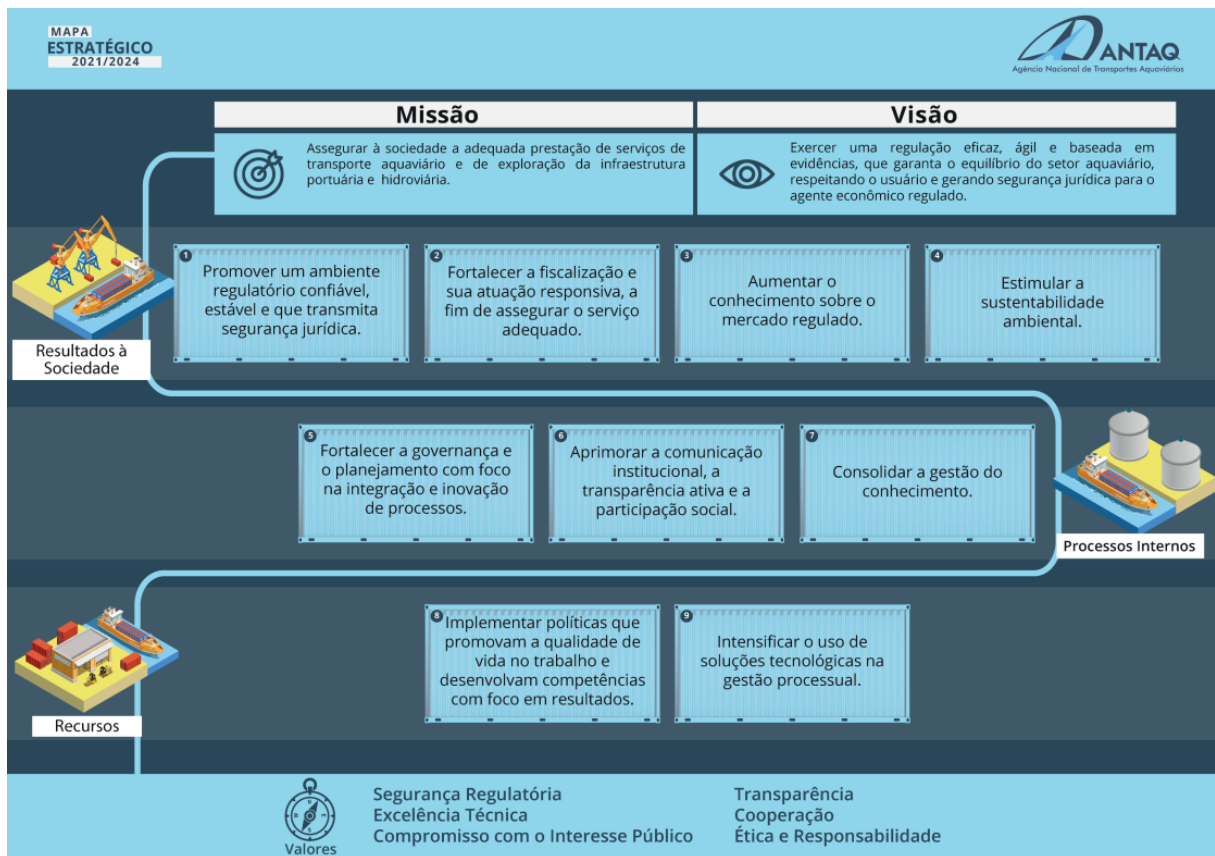 MAPA
ESTRATÉGICO
2021/2024
ANTAQ
Agência Nacional de Transportes Aquaviários
Missão
Assegurar à sociedade a adequada prestação de serviços de
transporte aquaviário e de exploração da infraestrutura
portuária e hidroviária.
Visão
Exercer uma regulação eficaz, ágil e baseada em
evidências, que garanta o equilíbrio do setor aquaviário,
respeitando o usuário e gerando segurança jurídica para o
agente econômico regulado.
Resultados à
Sociedade
1
Promover um ambiente
regulatório confiável,
estável e que transmita
segurança jurídica.
2
Fortalecer a fiscalização e
sua atuação responsiva, a
fim de assegurar o serviço
adequado.
3
Aumentar o
conhecimento sobre o
mercado regulado.
4
Estimular a
sustentabilidade
ambiental.
5
Fortalecer a governança e
o planejamento com foco
na integração e inovação
de processos.
6
Aprimorar a comunicação
institucional, a
transparência ativa e a
participação social.
7
Consolidar a gestão do
conhecimento.
Processos Internos
Recursos
8
Implementar políticas que
promovam a qualidade de
vida no trabalho e
desenvolvam competências
com foco em resultados.
9
Intensificar o uso de
soluções tecnológicas na
gestão processual.
Valores
Segurança Regulatória
Excelência Técnica
Compromisso com o Interesse Público
Transparência
Cooperação
Ética e Responsabilidade